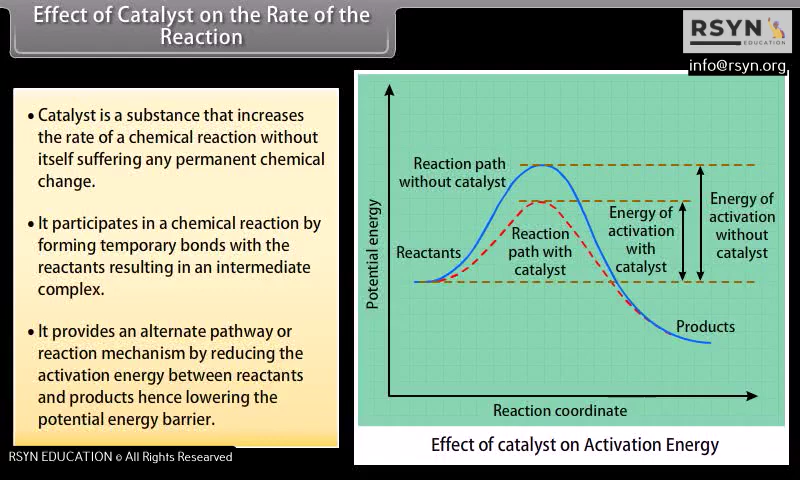 Effect of Catalyst on the Rate of the
Reaction
RSYN
EDUCATION
info@rsyn.org
• Catalyst is a substance that increases
the rate of a chemical reaction without
itself suffering any permanent chemical
change.
• It participates in a chemical reaction by
forming temporary bonds with the
reactants resulting in an intermediate
complex.
• It provides an alternate pathway or
reaction mechanism by reducing the
activation energy between reactants
and products hence lowering the
potential energy barrier.
Potential energy
Reaction path
without catalyst
Reactants
Reaction
path with
catalyst
Energy of
activation
with
catalyst
Energy of
activation
without
catalyst
Products
Reaction coordinate
Effect of catalyst on Activation Energy
RSYN EDUCATION © All Rights Researved